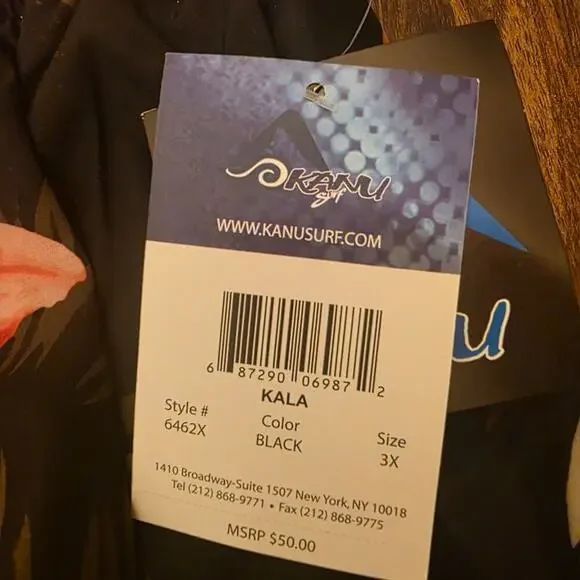 KANU
Surf
WWW.KANUSURF.COM
6 87290 06987 2
KALA
Style #
6462X
Color
BLACK
Size
3X
1410 Broadway-Suite 1507 New York, NY 10018
Tel (212) 868-9771 • Fax (212) 868-9775
MSRP $50.00